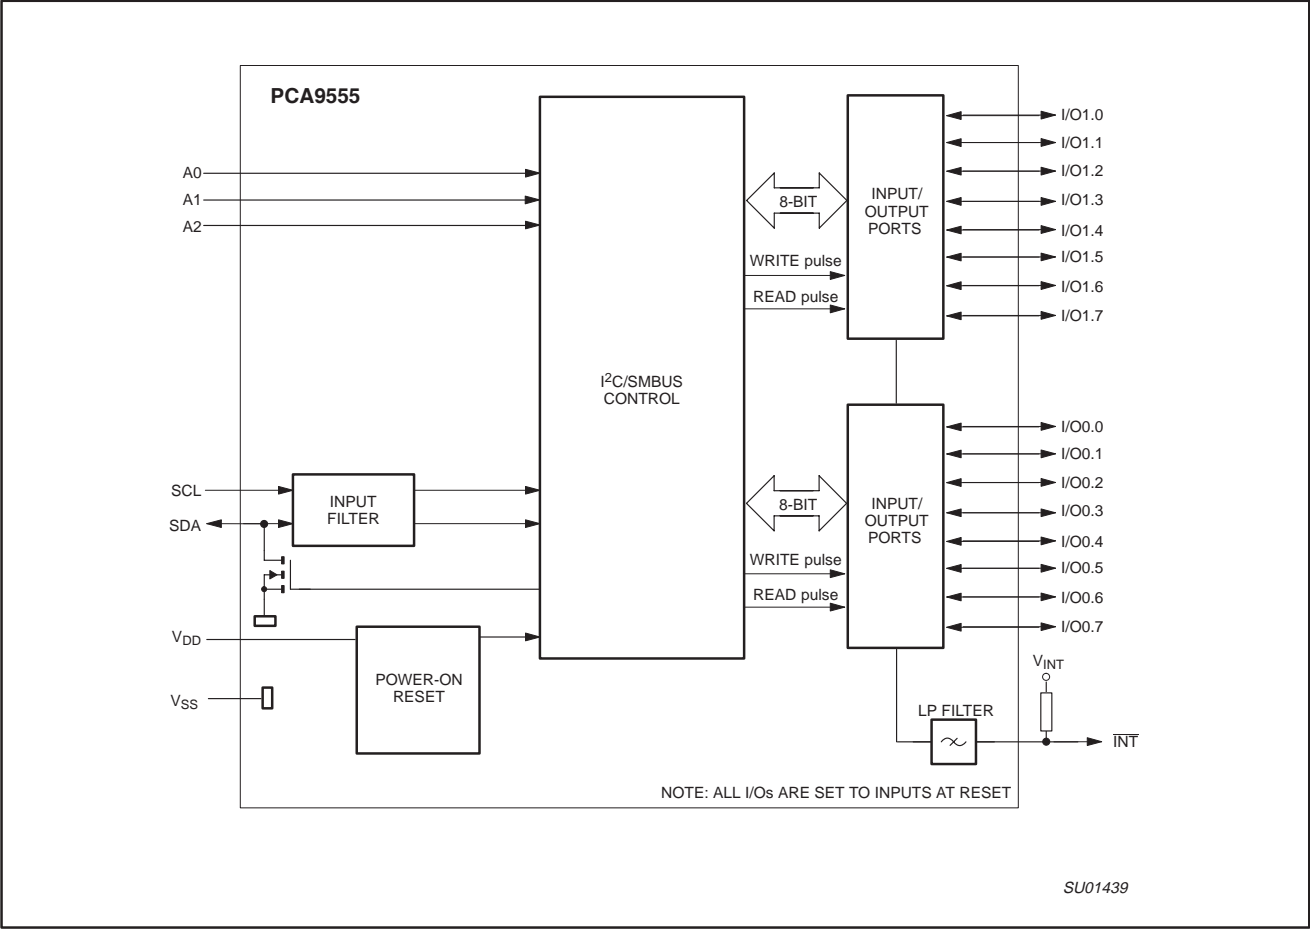 PCA9555
A0
A1
A2
SCL
SDA
VDD
VSS
INPUT
FILTER
POWER-ON
RESET
I2C/SMBUS
CONTROL
8-BIT
WRITE pulse
READ pulse
INPUT/
OUTPUT
PORTS
I/O1.0
I/O1.1
I/O1.2
I/O1.3
I/O1.4
I/O1.5
I/O1.6
I/O1.7
8-BIT
WRITE pulse
READ pulse
INPUT/
OUTPUT
PORTS
I/O0.0
I/O0.1
I/O0.2
I/O0.3
I/O0.4
I/O0.5
I/O0.6
I/O0.7
VINT
LP FILTER
INT
NOTE: ALL I/Os ARE SET TO INPUTS AT RESET
SU01439